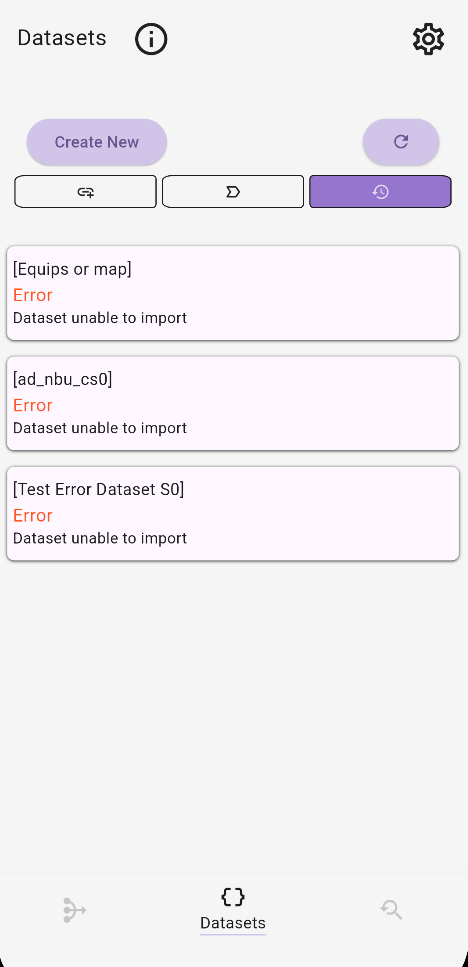 Datasets
Create New
[Equips or map]
Error
Dataset unable to import
[ad_nbu_cs0]
Error
Dataset unable to import
[Test Error Dataset S0]
Error
Dataset unable to import
Datasets